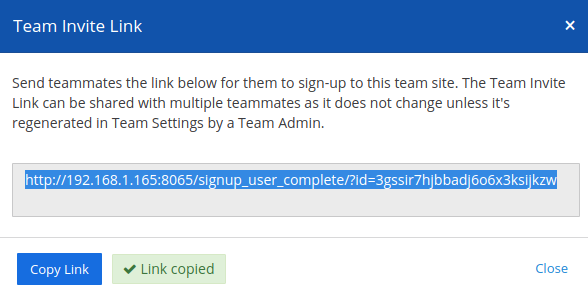 Team Invite Link ×
Send teammates the link below for them to sign-up to this team site. The Team Invite
Link can be shared with multiple teammates as it does not change unless it's
regenerated in Team Settings by a Team Admin.
http://192.168.1.165:8065/signup_user_complete/?id=3gssir7hjbbadj6o6x3ksijkzw
Copy Link ✔ Link copied Close